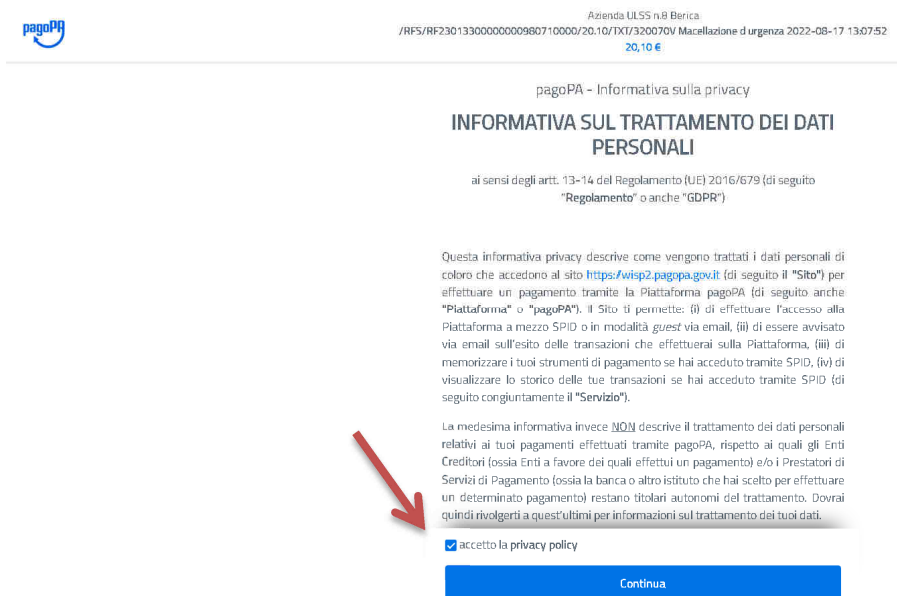 pagoPA
Azienda ULSS n.8 Berica
/RFS/RF23013300000000980710000/20.10/TXT/320070V Macellazione d urgenza 2022-08-17 13:07:52
20,10 €
pagoPA - Informativa sulla privacy
INFORMATIVA SUL TRATTAMENTO DEI DATI
PERSONALI
ai sensi degli artt. 13-14 del Regolamento (UE) 2016/679 (di seguito
"Regolamento" o anche "GDPR")
Questa informativa privacy descrive come vengono trattati i dati personali di
coloro che accedono al sito https://wisp2.pagopa.gov.it (di seguito il "Sito") per
effettuare un pagamento tramite la Piattaforma pagoPA (di seguito anche
"Piattaforma" o "pagoPA"). Il Sito ti permette: (i) di effettuare l'accesso alla
Piattaforma a mezzo SPID o in modalità guest via email, (ii) di essere avvisato
via email sull'esito delle transazioni che effettuerai sulla Piattaforma, (iii) di
memorizzare i tuoi strumenti di pagamento se hai acceduto tramite SPID, (iv) di
visualizzare lo storico delle tue transazioni se hai acceduto tramite SPID (di
seguito congiuntamente il "Servizio").
La medesima informativa invece NON descrive il trattamento dei dati personali
relativi ai tuoi pagamenti effettuati tramite pagoPA, rispetto ai quali gli Enti
Creditori (ossia Enti a favore dei quali effettui un pagamento) e/o i Prestatori di
Servizi di Pagamento (ossia la banca o altro istituto che hai scelto per effettuare
un determinato pagamento) restano titolari autonomi del trattamento. Dovrai
quindi rivolgerti a quest'ultimi per informazioni sul trattamento dei tuoi dati.
accetto la privacy policy
Continua